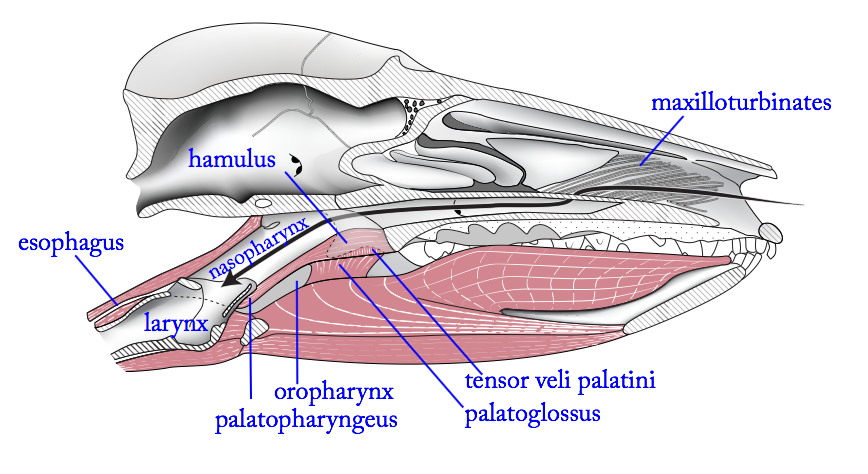 maxilloturbinates
hamulus
esophagus
nasopharynx
larynx
tensor veli palatini
oropharynx
palatoglossus
palatopharyngeus